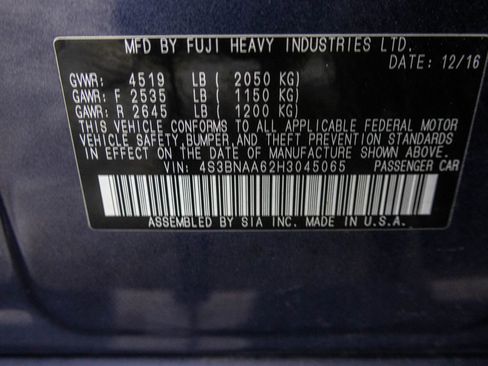 MFD BY FUJI HEAVY INDUSTRIES LTD.
DATE: 12/16
GVWR: 4519 LB ( 2050 KG)
GAWR: F 2535 LB ( 1150 KG)
GAWR: R 2645 LB ( 1200 KG)
THIS VEHICLE CONFORMS TO ALL APPLICABLE FEDERAL MOTOR
VEHICLE SAFETY, BUMPER, AND THEFT PREVENTION STANDARDS
IN EFFECT ON THE DATE OF MANUFACTURE SHOWN ABOVE.
VIN: 4S3BNAA62H3045065 PASSENGER CAR
ASSEMBLED BY SIA INC. MADE IN U.S.A.